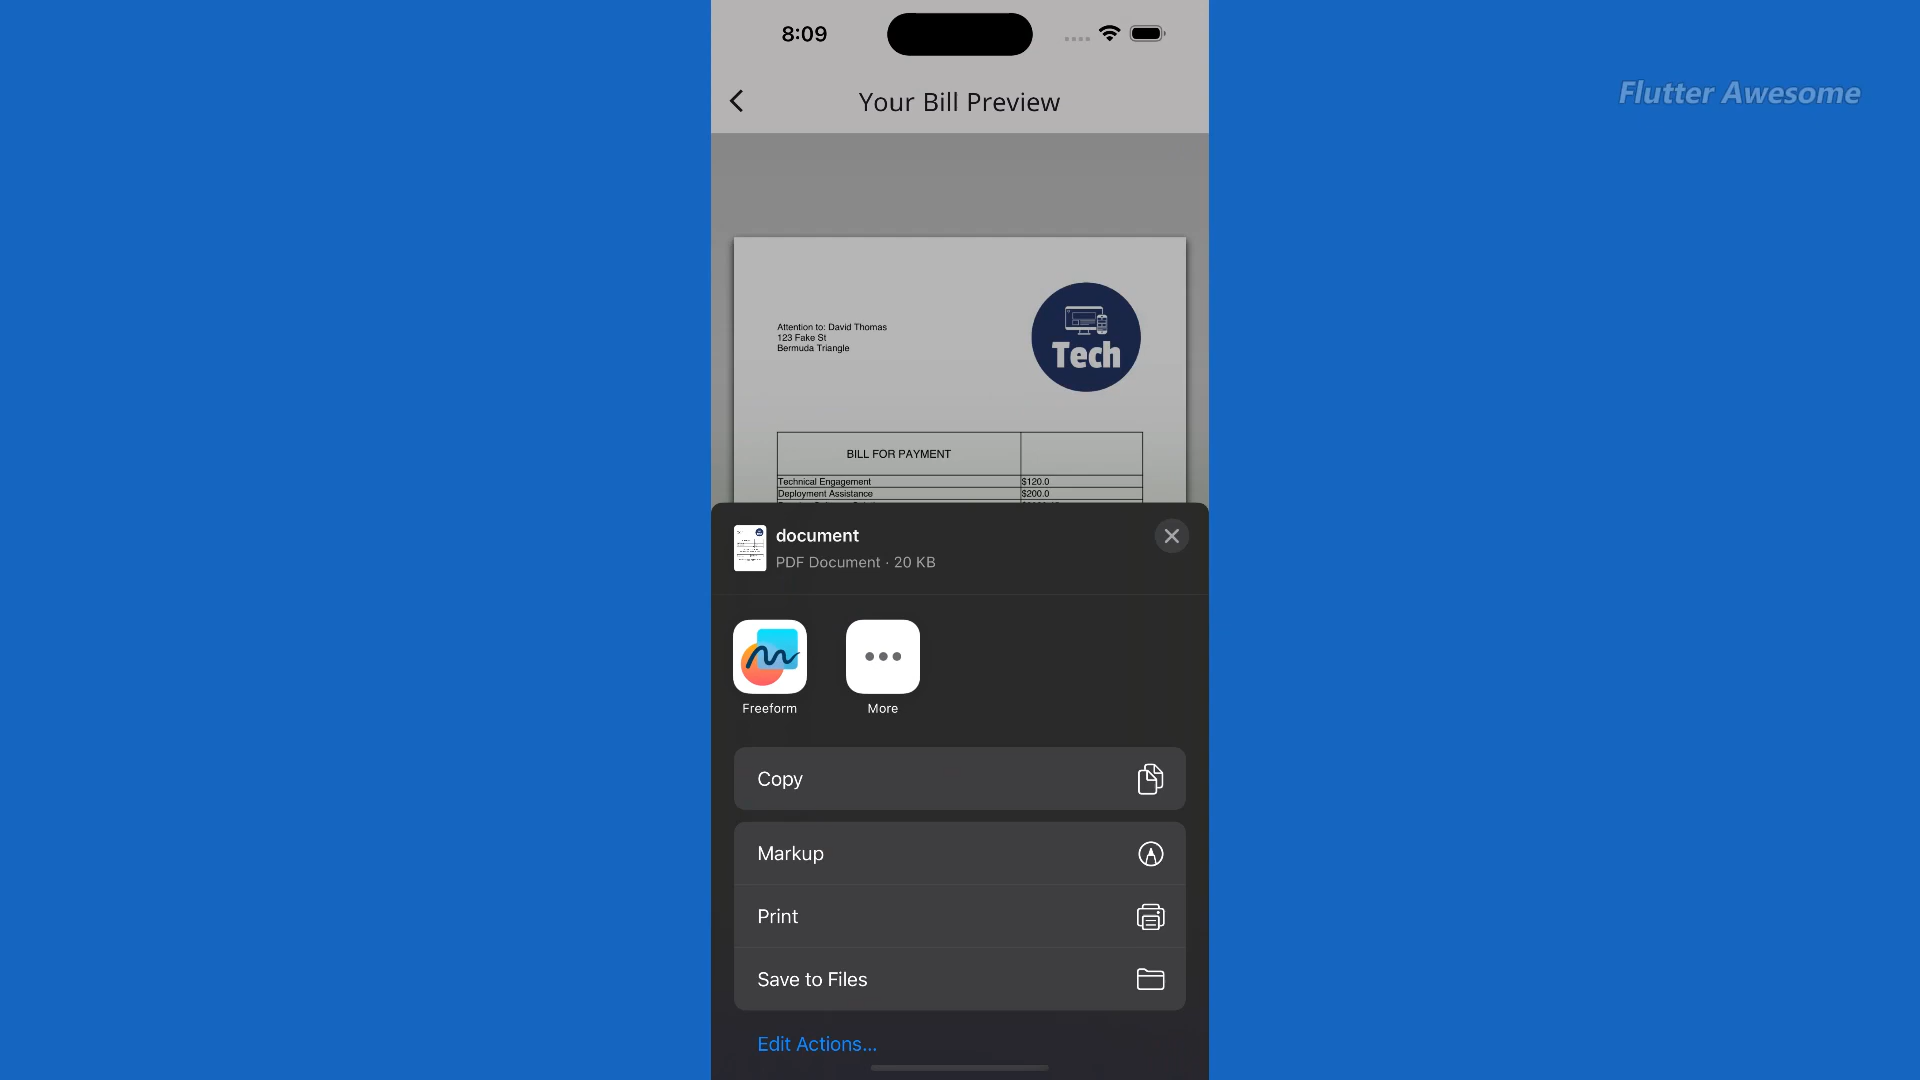 8:09
Flutter Awesome
Your Bill Preview
Attention to: David Thomas
123 Fake St
Bermuda Triangle
Tech
BILL FOR PAYMENT
Technical Engagement $120.0
Deployment Assistance $200.0
document
PDF Document · 20 KB
Freeform
More
Copy
Markup
Print
Save to Files
Edit Actions...